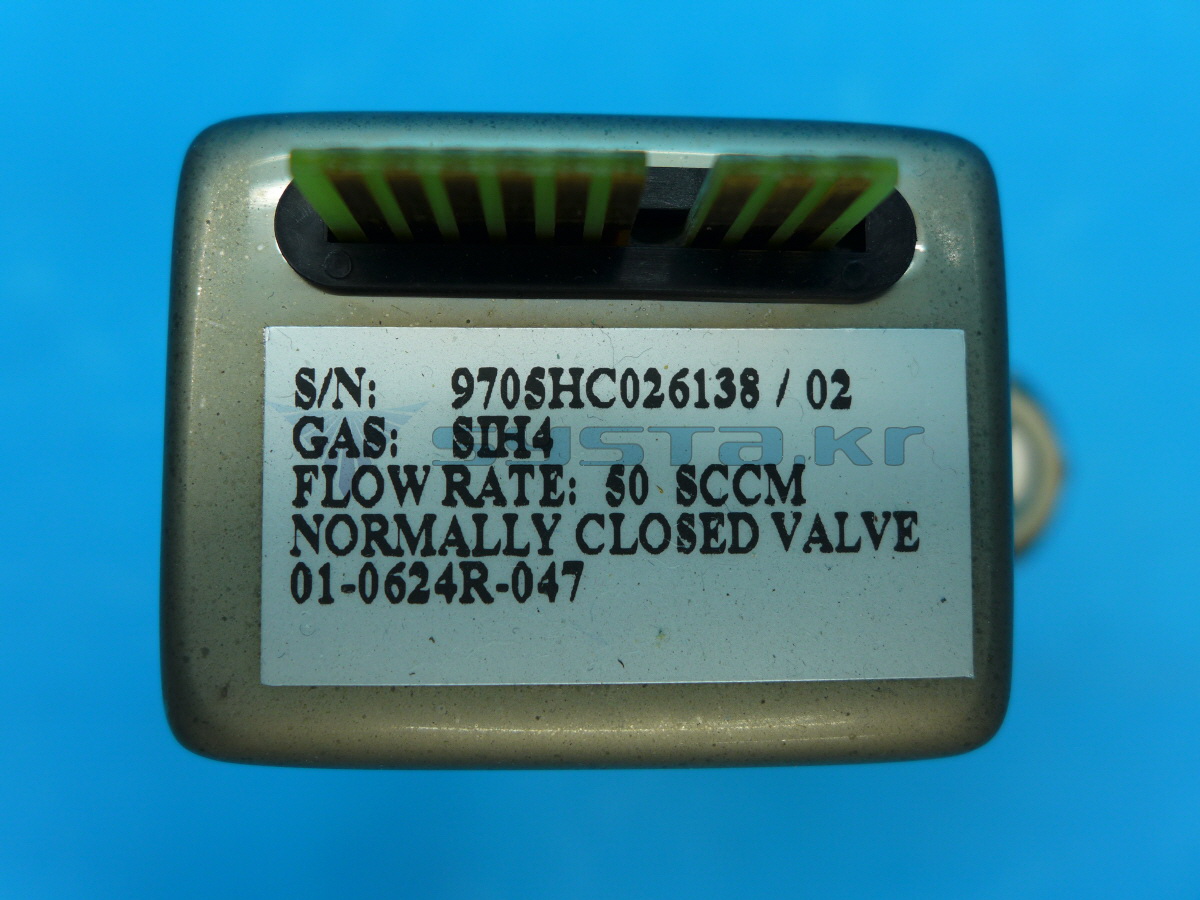 S/N: 9705HC026138 / 02
GAS: SIH4
FLOW RATE: 50 SCCM
NORMALLY CLOSED VALVE
01-0624R-047
systa.kr